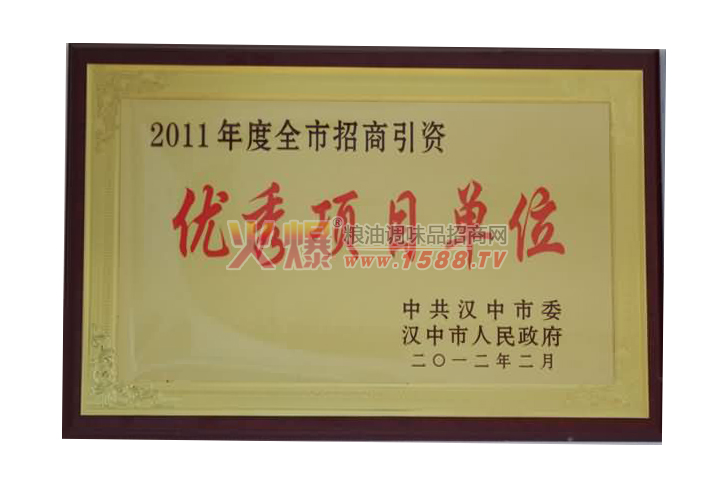 2011年度全市招商引资
优秀项目单位
火爆®粮油调味品招商网
www.1588.TV
中共汉中市委
汉中市人民政府
二〇一二年二月